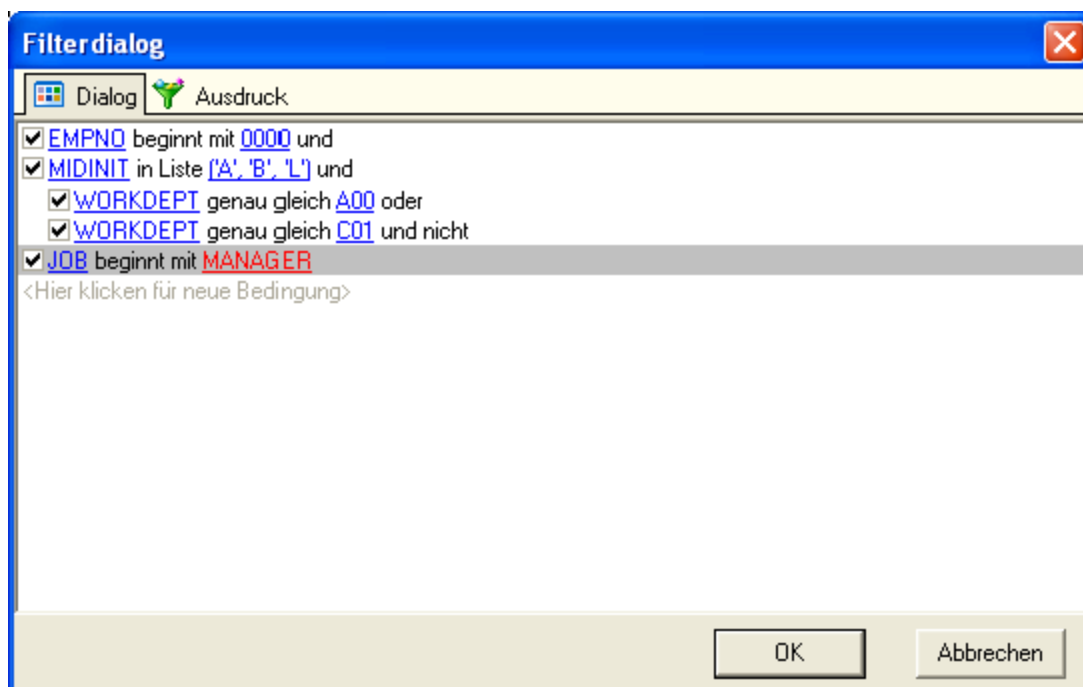 Filterdialog
Dialog Ausdruck
EMPNO beginnt mit 0000 und
MIDINIT in Liste ('A', 'B', 'L') und
WORKDEPT genau gleich A00 oder
WORKDEPT genau gleich C01 und nicht
JOB beginnt mit MANAGER
<Hier klicken für neue Bedingung>
OK Abbrechen